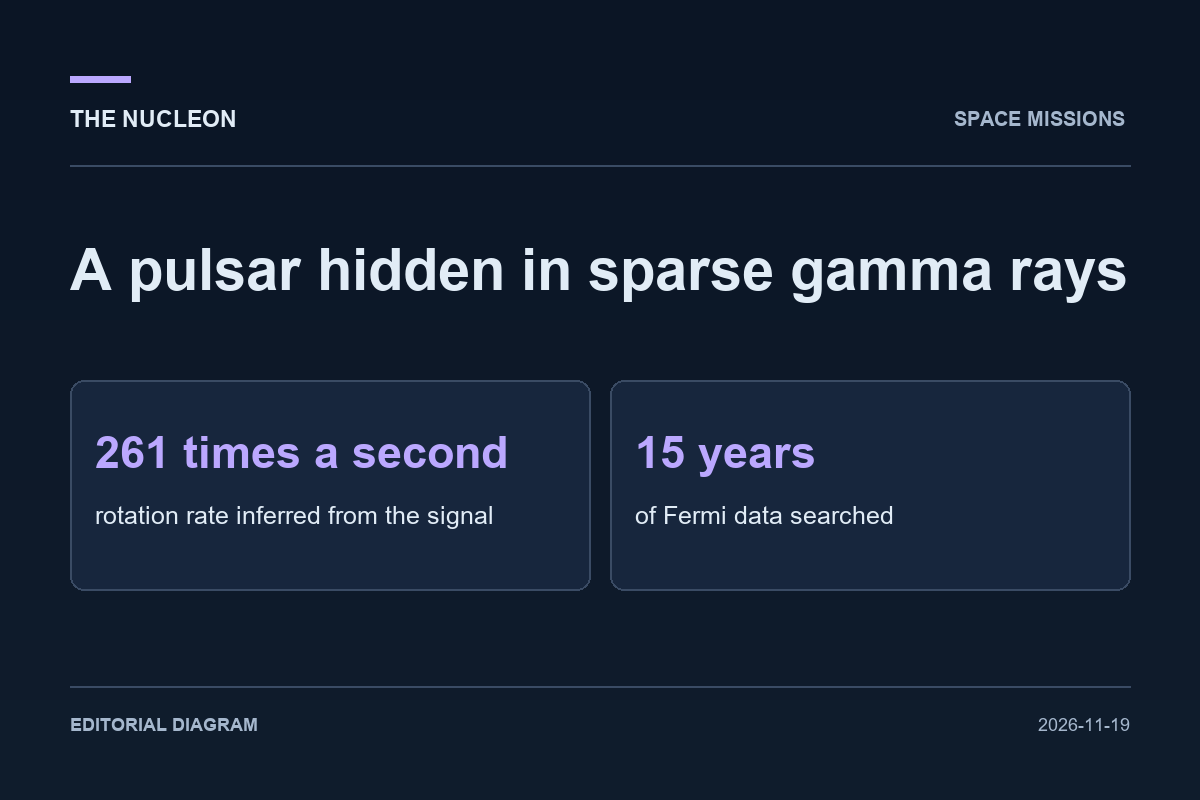 THE NUCLEON
SPACE MISSIONS
A pulsar hidden in sparse gamma rays
261 times a second
rotation rate inferred from the signal
15 years
of Fermi data searched
EDITORIAL DIAGRAM
2026-11-19